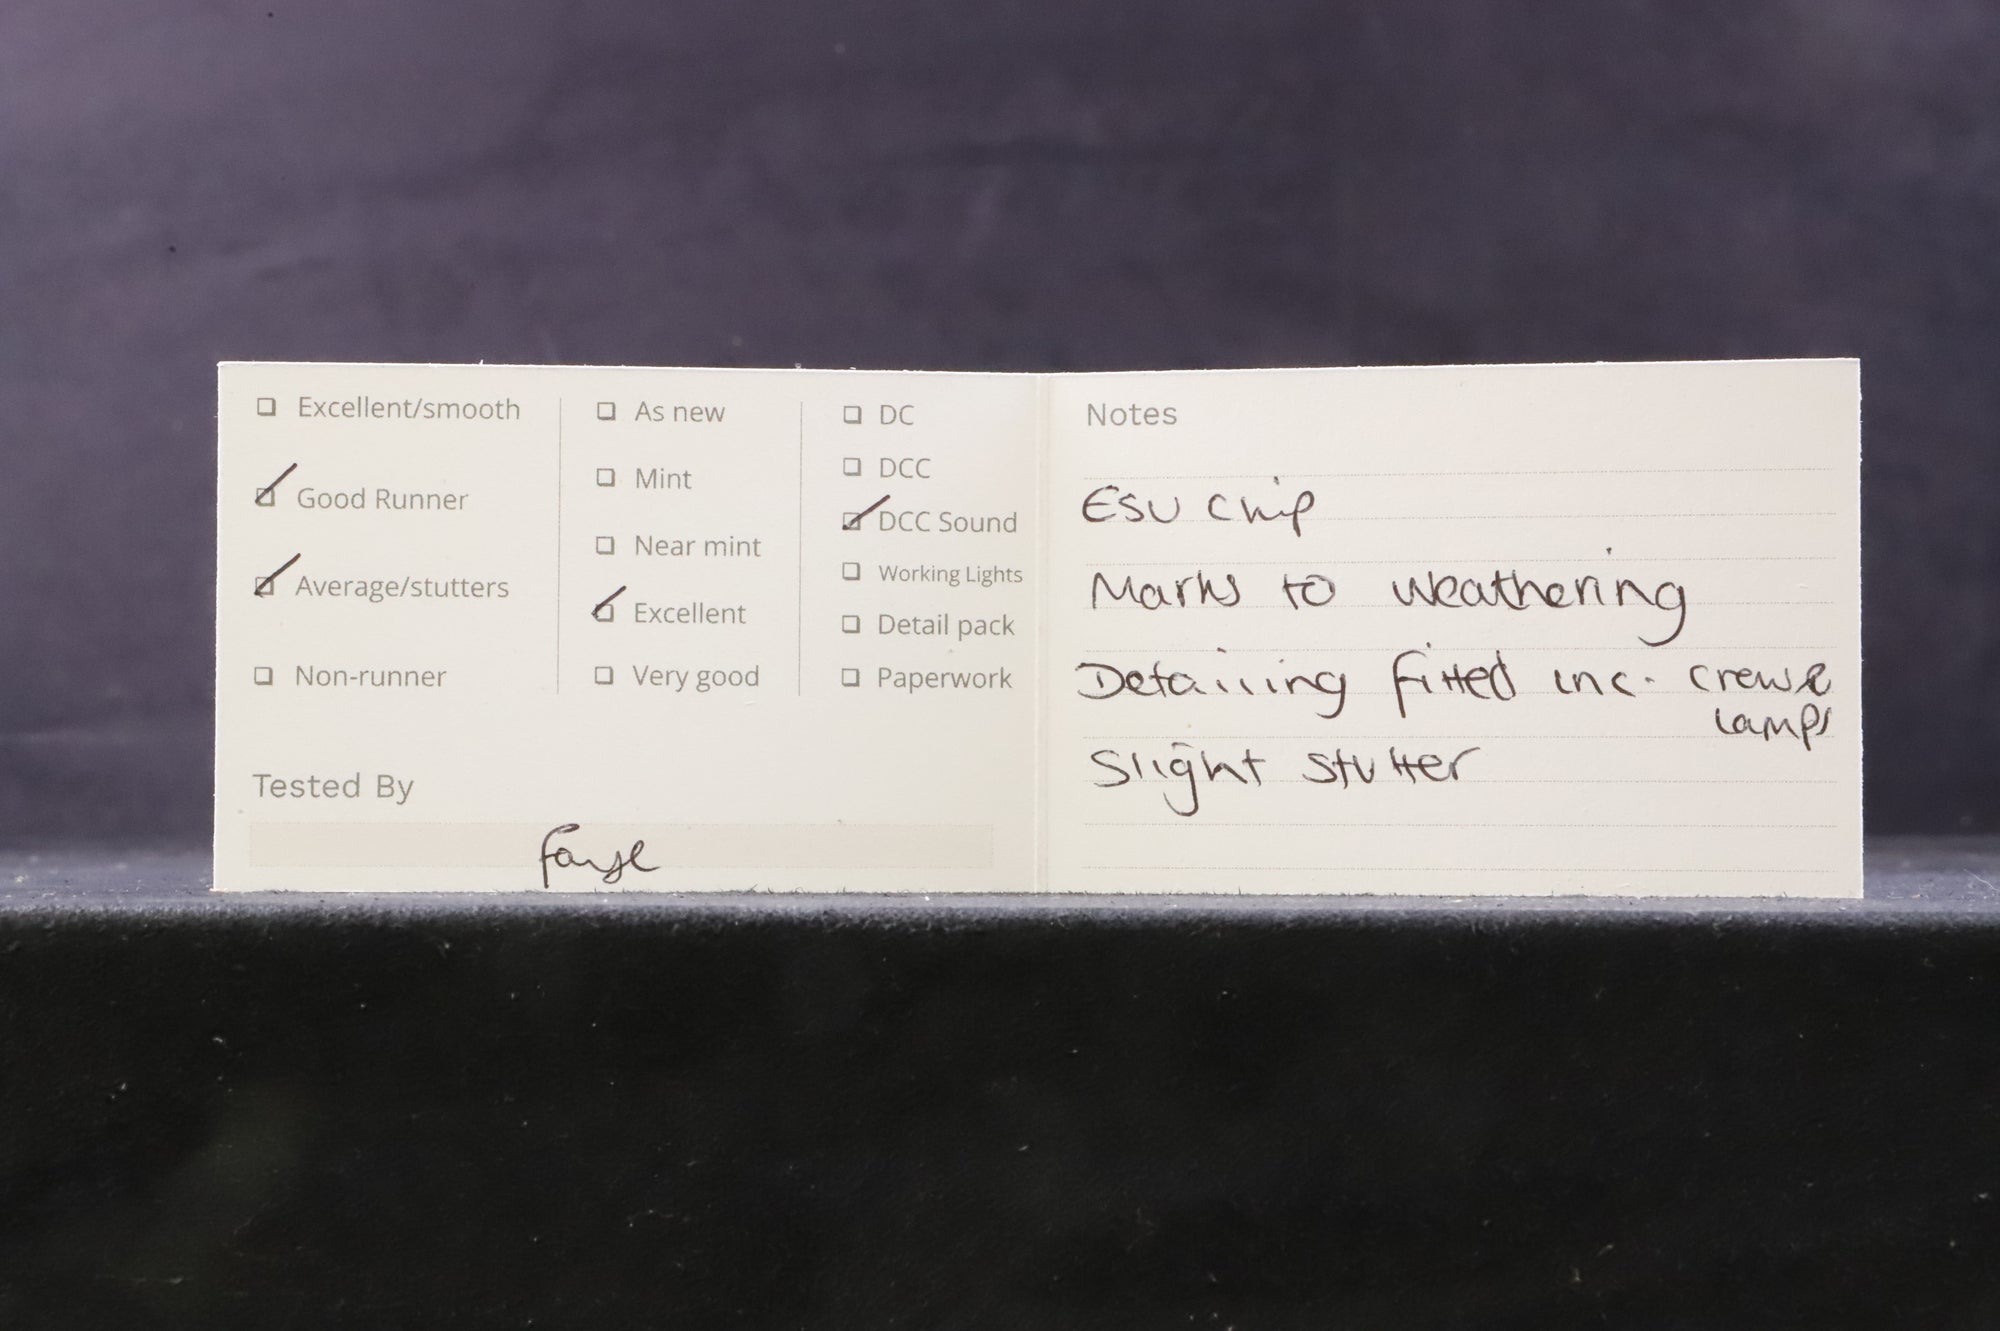 Excellent/smooth
Good Runner
Average/stutters
Non-runner
As new
Mint
Near mint
Excellent
Very good
DC
DCC
DCC Sound
Working Lights
Detail pack
Paperwork
Tested By
Faye
Notes
ESU Chip
Marks to weathering
Detailing fitted inc. crew &
lamps
Slight stutter